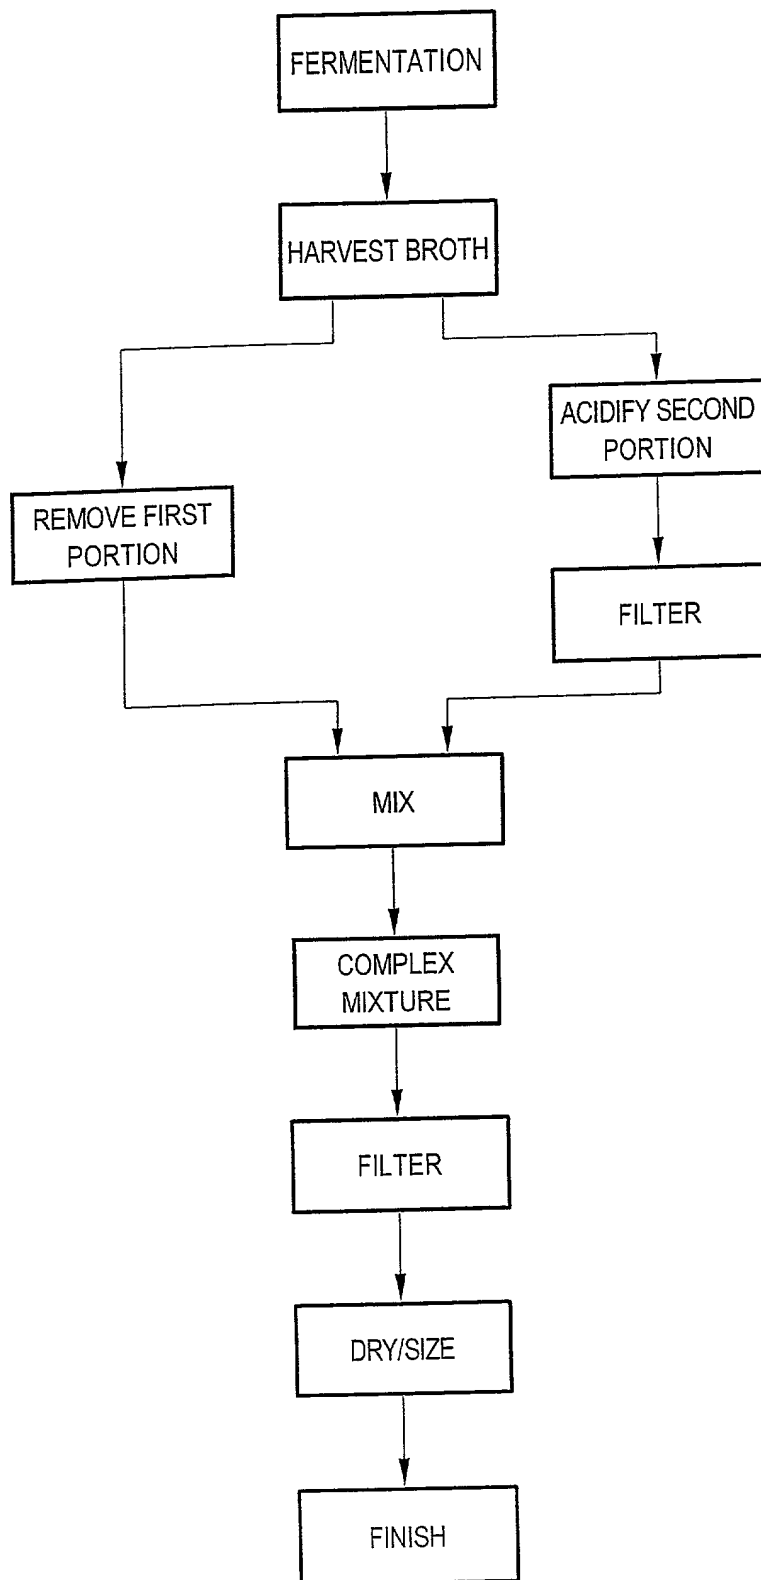 FERMENTATION
HARVEST BROTH
ACIDIFY SECOND
PORTION
REMOVE FIRST
PORTION
FILTER
MIX
COMPLEX
MIXTURE
FILTER
DRY/SIZE
FINISH